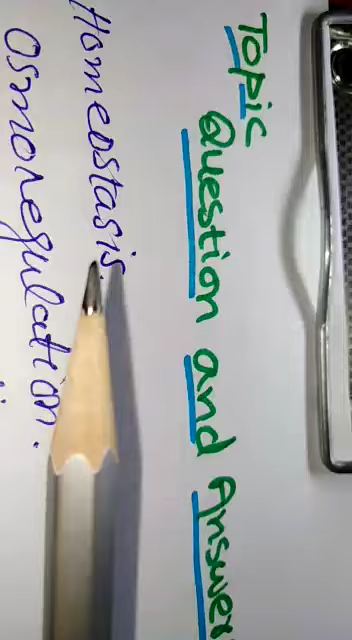 Topic
Question and Answer
Homeostasis.
Osmoregulation.